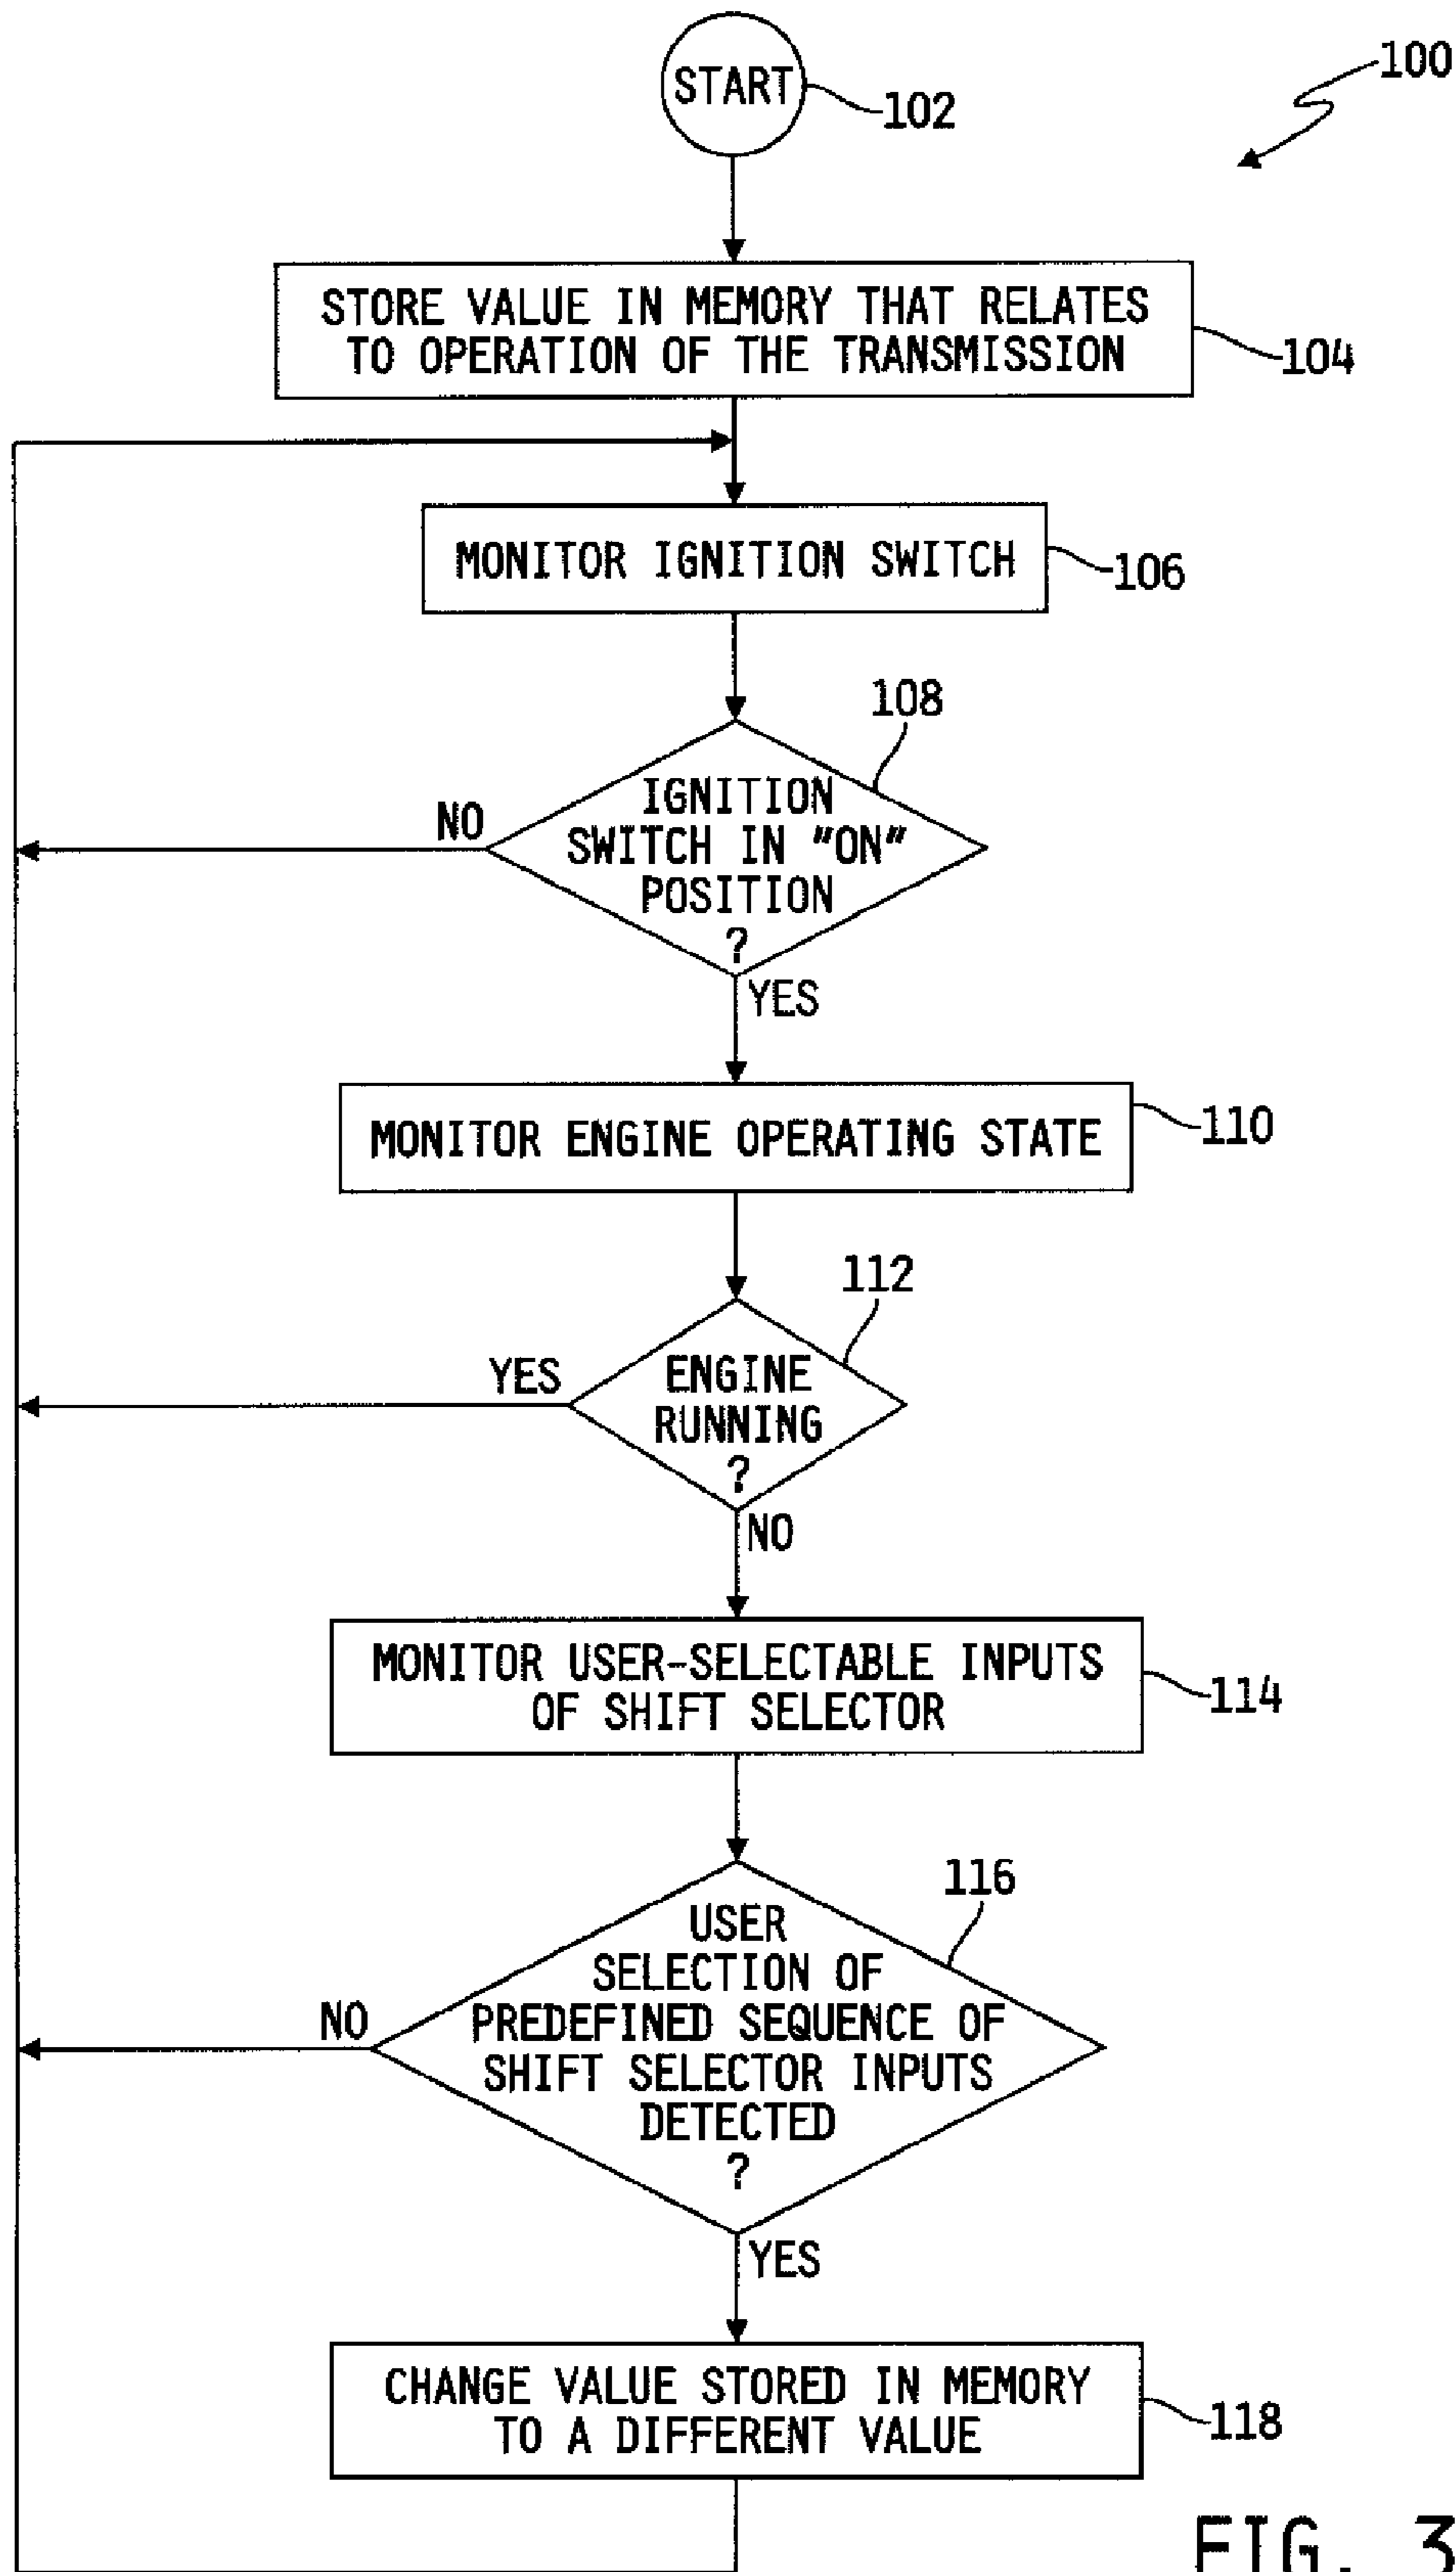 START
102
100
STORE VALUE IN MEMORY THAT RELATES
TO OPERATION OF THE TRANSMISSION
104
MONITOR IGNITION SWITCH
106
108
IGNITION
SWITCH IN "ON"
POSITION
?
NO
YES
MONITOR ENGINE OPERATING STATE
110
112
ENGINE
RUNNING
?
YES
NO
MONITOR USER-SELECTABLE INPUTS
OF SHIFT SELECTOR
114
116
USER
SELECTION OF
PREDEFINED SEQUENCE OF
SHIFT SELECTOR INPUTS
DETECTED
?
NO
YES
CHANGE VALUE STORED IN MEMORY
TO A DIFFERENT VALUE
118
FIG. 3